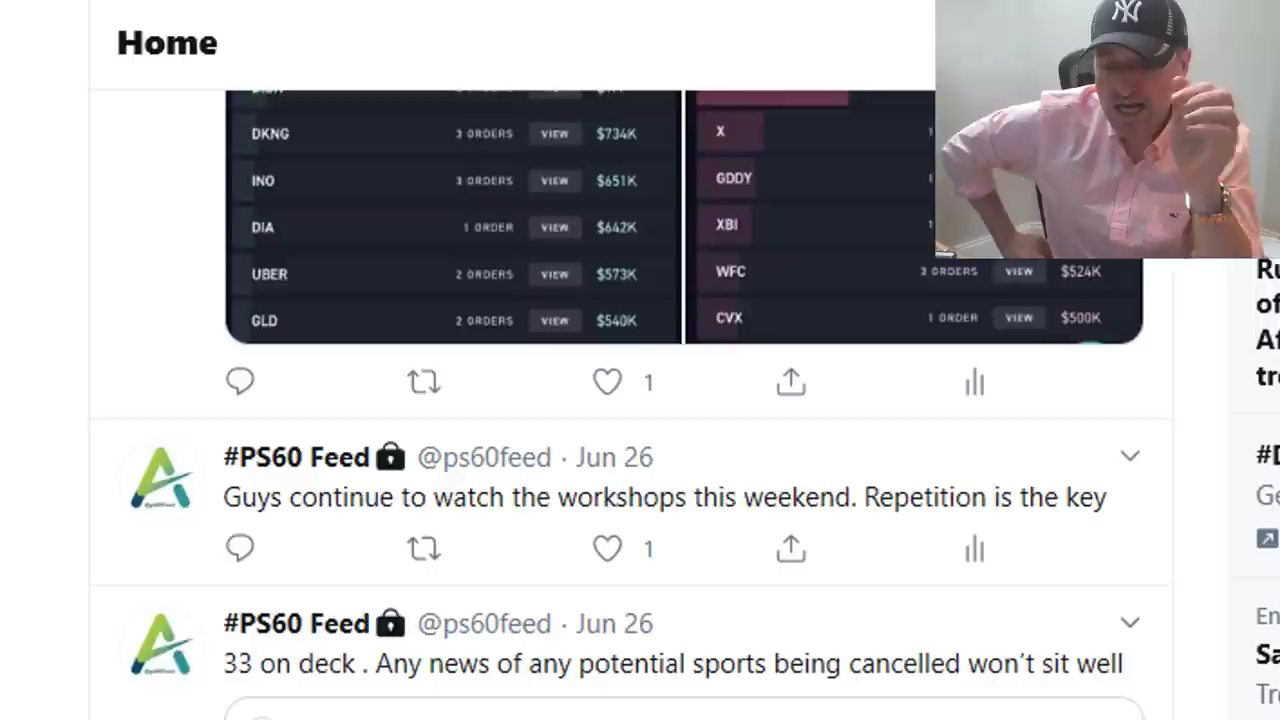 Home
DKNG 3 ORDERS VIEW $734K
INO 3 ORDERS VIEW $651K
DIA 1 ORDER VIEW $642K
UBER 2 ORDERS VIEW $573K
GLD 2 ORDERS VIEW $540K
X
GDDY
XBI
WFC 3 ORDERS VIEW $524K
CVX 1 ORDER VIEW $500K
1
#PS60 Feed @ps60feed · Jun 26
Guys continue to watch the workshops this weekend. Repetition is the key
1
#PS60 Feed @ps60feed · Jun 26
33 on deck . Any news of any potential sports being cancelled won't sit well
NY